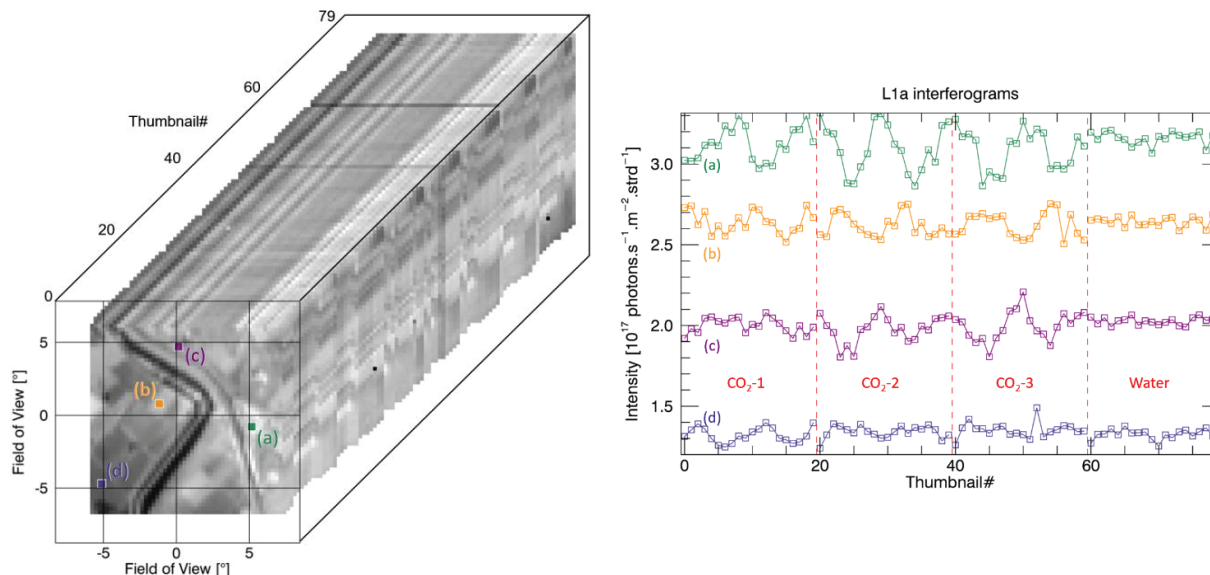 79
60
Thumbnail#
40
20
0
5
0
-5
Field of View [°]
-5 0 5
Field of View [°]
(c)
(b)
(a)
(d)
L1a interferograms
3.0
2.5
2.0
1.5
Intensity [10¹⁷ photons.s⁻¹.m⁻².strd⁻¹]
(a)
(b)
(c)
CO₂-1 CO₂-2 CO₂-3 Water
(d)
0 20 40 60
Thumbnail#